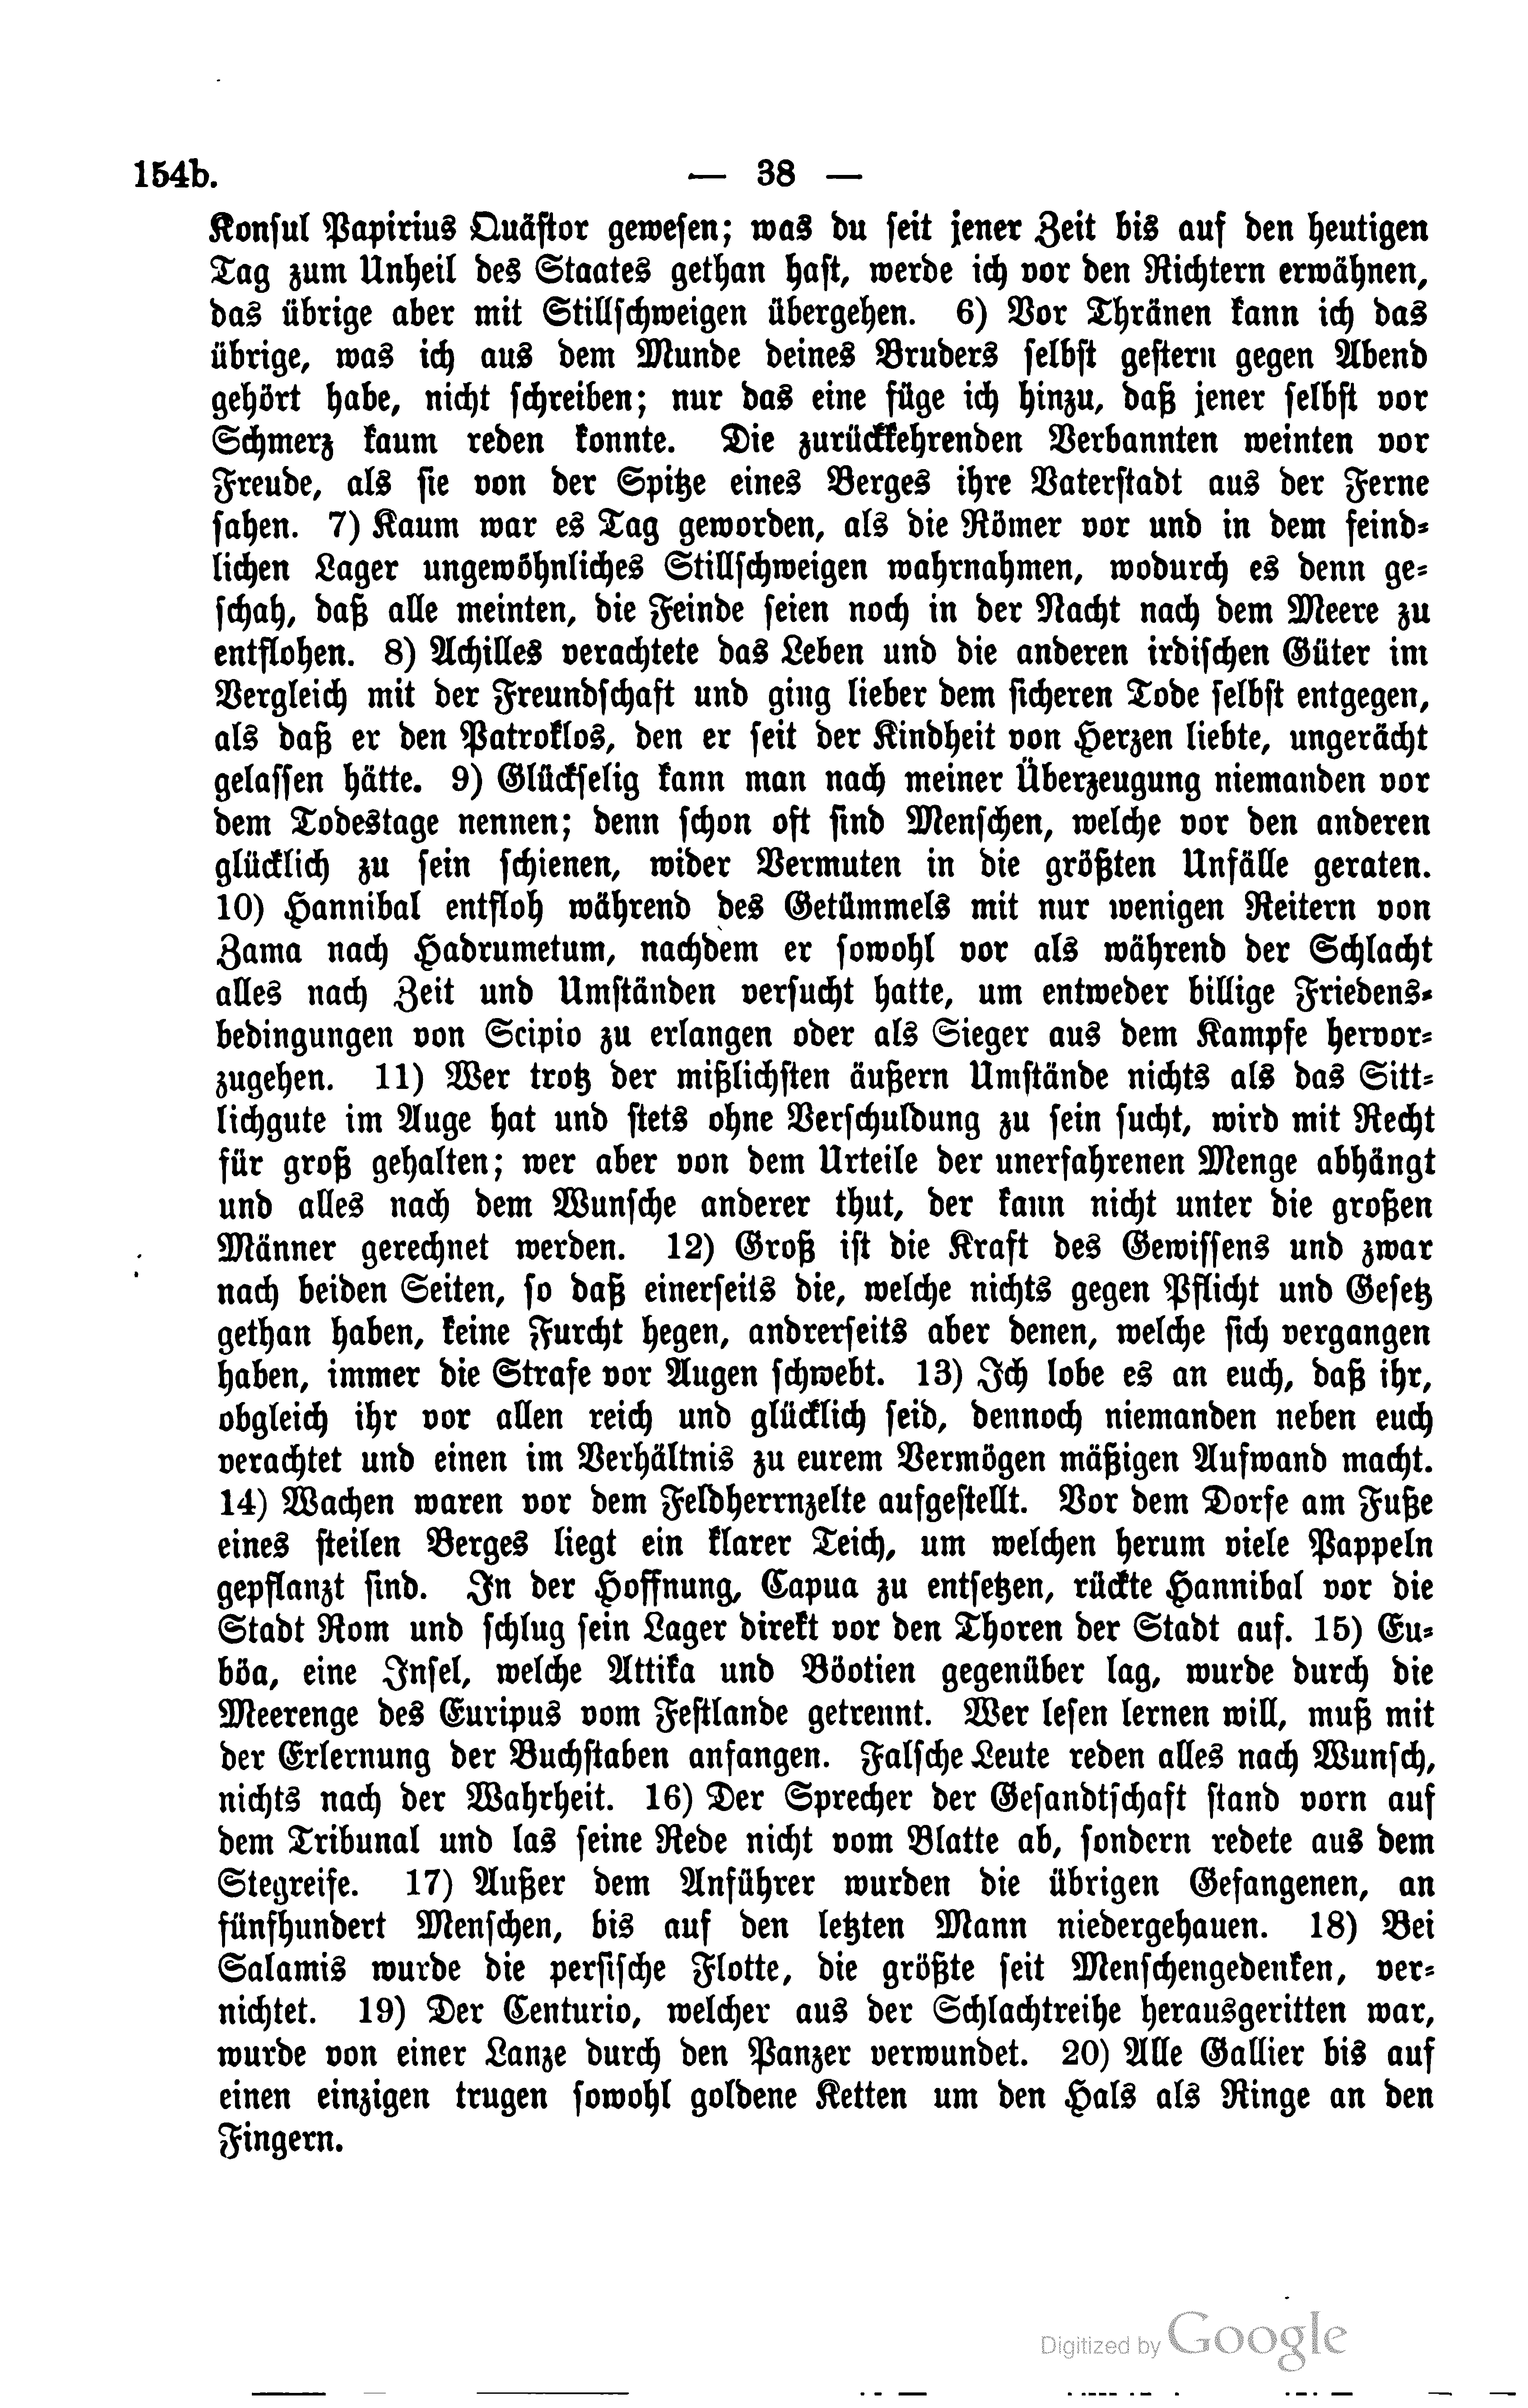 154b.
— 38 —
Konsul Papirius Quästor gewesen; was du seit jener Zeit bis auf den heutigen
Tag zum Unheil des Staates gethan hast, werde ich vor den Richtern erwähnen,
das übrige aber mit Stillschweigen übergehen. 6) Vor Thränen kann ich das
übrige, was ich aus dem Munde deines Bruders selbst gestern gegen Abend
gehört habe, nicht schreiben; nur das eine füge ich hinzu, daß jener selbst vor
Schmerz kaum reden konnte. Die zurückkehrenden Verbannten weinten vor
Freude, als sie von der Spitze eines Berges ihre Vaterstadt aus der Ferne
sahen. 7) Kaum war es Tag geworden, als die Römer vor und in dem feind-
lichen Lager ungewöhnliches Stillschweigen wahrnahmen, wodurch es denn ge-
schah, daß alle meinten, die Feinde seien noch in der Nacht nach dem Meere zu
entflohen. 8) Achilles verachtete das Leben und die anderen irdischen Güter im
Vergleich mit der Freundschaft und ging lieber dem sicheren Tode selbst entgegen,
als daß er den Patroklos, den er seit der Kindheit von Herzen liebte, ungerächt
gelassen hätte. 9) Glückselig kann man nach meiner Überzeugung niemanden vor
dem Todestage nennen; denn schon oft sind Menschen, welche vor den anderen
glücklich zu sein schienen, wider Vermuten in die größten Unfälle geraten.
10) Hannibal entfloh während des Getümmels mit nur wenigen Reitern von
Zama nach Hadrumetum, nachdem er sowohl vor als während der Schlacht
alles nach Zeit und Umständen versucht hatte, um entweder billige Friedens-
bedingungen von Scipio zu erlangen oder als Sieger aus dem Kampfe hervor-
zugehen. 11) Wer trotz der mißlichsten äußern Umstände nichts als das Sitt-
lichgute im Auge hat und stets ohne Verschuldung zu sein sucht, wird mit Recht
für groß gehalten; wer aber von dem Urteile der unerfahrenen Menge abhängt
und alles nach dem Wunsche anderer thut, der kann nicht unter die großen
Männer gerechnet werden. 12) Groß ist die Kraft des Gewissens und zwar
nach beiden Seiten, so daß einerseits die, welche nichts gegen Pflicht und Gesetz
gethan haben, keine Furcht hegen, andrerseits aber denen, welche sich vergangen
haben, immer die Strafe vor Augen schwebt. 13) Ich lobe es an euch, daß ihr,
obgleich ihr vor allen reich und glücklich seid, dennoch niemanden neben euch
verachtet und einen im Verhältnis zu eurem Vermögen mäßigen Aufwand macht.
14) Wachen waren vor dem Feldherrnzelte aufgestellt. Vor dem Dorfe am Fuße
eines steilen Berges liegt ein klarer Teich, um welchen herum viele Pappeln
gepflanzt sind. In der Hoffnung, Capua zu entsetzen, rückte Hannibal vor die
Stadt Rom und schlug sein Lager direkt vor den Thoren der Stadt auf. 15) Eu-
böa, eine Insel, welche Attika und Böotien gegenüber lag, wurde durch die
Meerenge des Euripus vom Festlande getrennt. Wer lesen lernen will, muß mit
der Erlernung der Buchstaben anfangen. Falsche Leute reden alles nach Wunsch,
nichts nach der Wahrheit. 16) Der Sprecher der Gesandtschaft stand vorn auf
dem Tribunal und las seine Rede nicht vom Blatte ab, sondern redete aus dem
Stegreife. 17) Außer dem Anführer wurden die übrigen Gefangenen, an
fünfhundert Menschen, bis auf den letzten Mann niedergehauen. 18) Bei
Salamis wurde die persische Flotte, die größte seit Menschengedenken, ver-
nichtet. 19) Der Centurio, welcher aus der Schlachtreihe herausgeritten war,
wurde von einer Lanze durch den Panzer verwundet. 20) Alle Gallier bis auf
einen einzigen trugen sowohl goldene Ketten um den Hals als Ringe an den
Fingern.
Digitized by Google